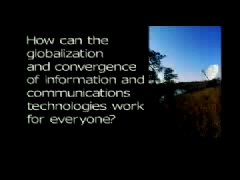 How can the
globalization
and convergence
of information and
communications
technologies work
for everyone?